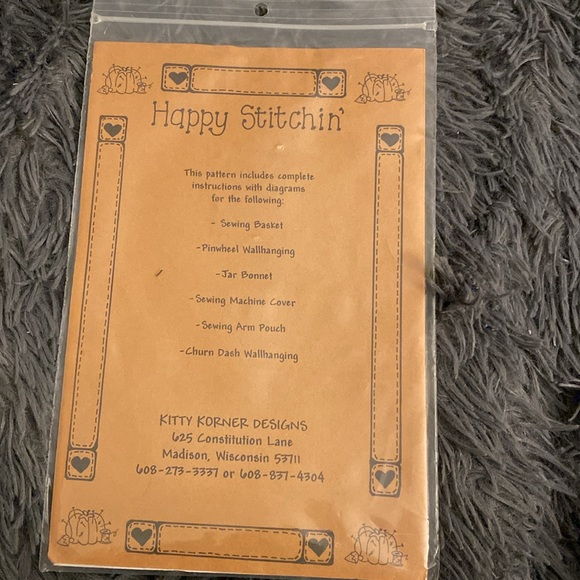 Happy Stitchin'
This pattern includes complete
instructions with diagrams
for the following:
- Sewing Basket
-Pinwheel Wallhanging
-Jar Bonnet
-Sewing Machine Cover
-Sewing Arm Pouch
-Churn Dash Wallhanging
KITTY KORNER DESIGNS
625 Constitution Lane
Madison, Wisconsin 53711
608-273-3337 or 608-837-4304